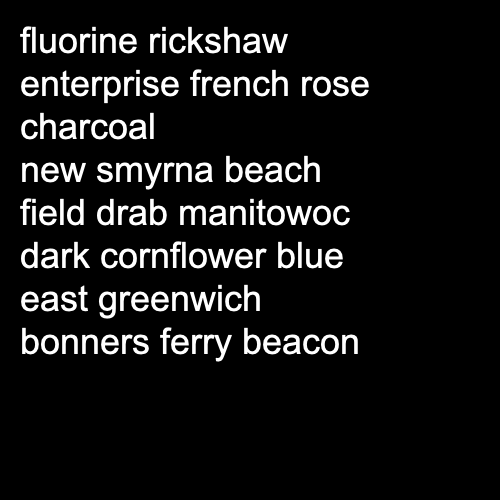 fluorine rickshaw
enterprise french rose
charcoal
new smyrna beach
field drab manitowoc
dark cornflower blue
east greenwich
bonners ferry beacon